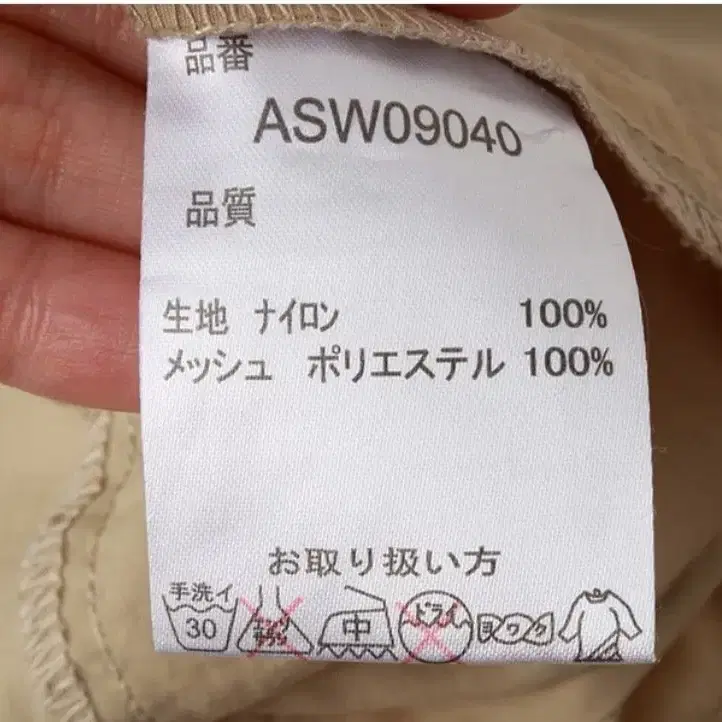 品番
ASW09040
品質
生地 ナイロン 100%
メッシュ ポリエステル 100%
お取り扱い方
手洗イ
30
中
ドライ
ヨワク